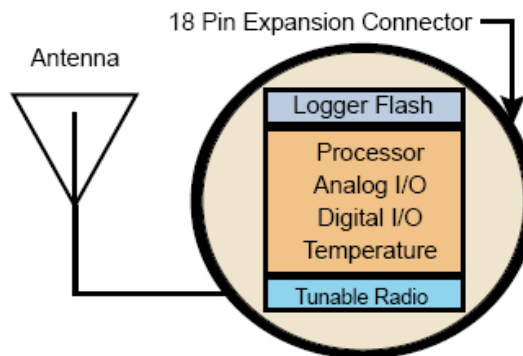 18 Pin Expansion Connector
Antenna
Logger Flash
Processor
Analog I/O
Digital I/O
Temperature
Tunable Radio